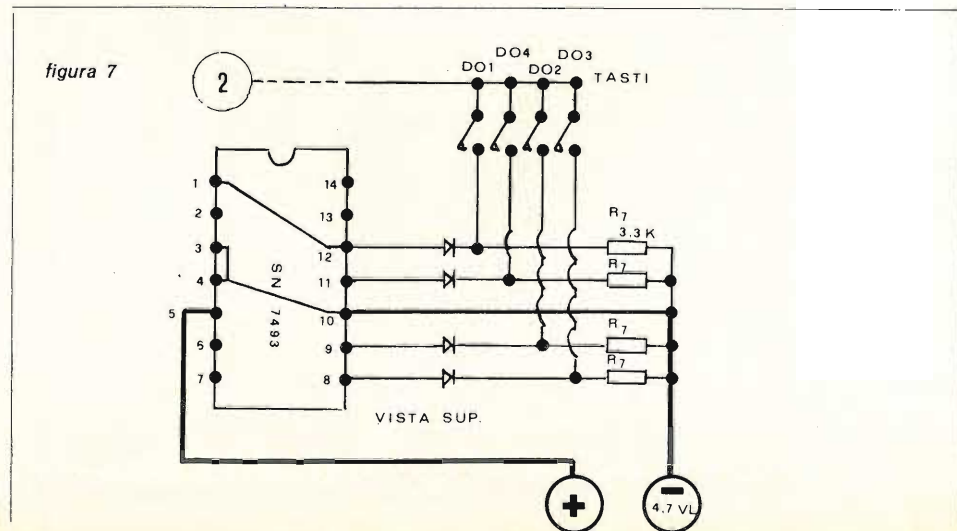 figura 7
2
DO1
DO4
DO2
DO3
TASTI
1
2
3
4
5
6
7
14
13
12
11
10
9
8
SN 7493
R7
3.3 K
R7
R7
R7
VISTA SUP.
+
−
4,7 VL